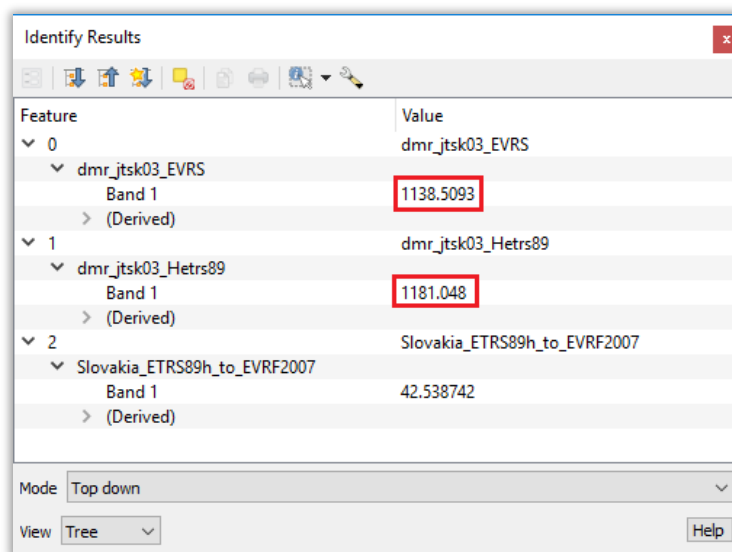 Identify Results
x
Feature Value
0 dmr_jtsk03_EVRS
dmr_jtsk03_EVRS
Band 1 1138.5093
(Derived)
1 dmr_jtsk03_Hetrs89
dmr_jtsk03_Hetrs89
Band 1 1181.048
(Derived)
2 Slovakia_ETRS89h_to_EVRF2007
Slovakia_ETRS89h_to_EVRF2007
Band 1 42.538742
(Derived)
Mode Top down
View Tree Help